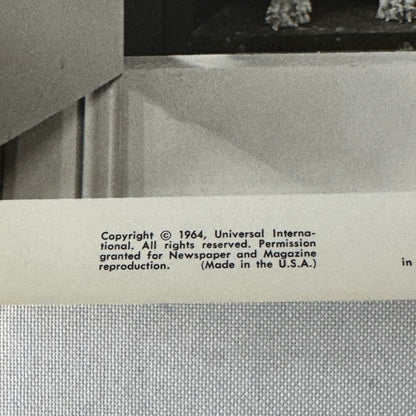 Copyright © 1964, Universal Interna-
tional. All rights reserved. Permission
granted for Newspaper and Magazine
reproduction. (Made in the U.S.A.)
in